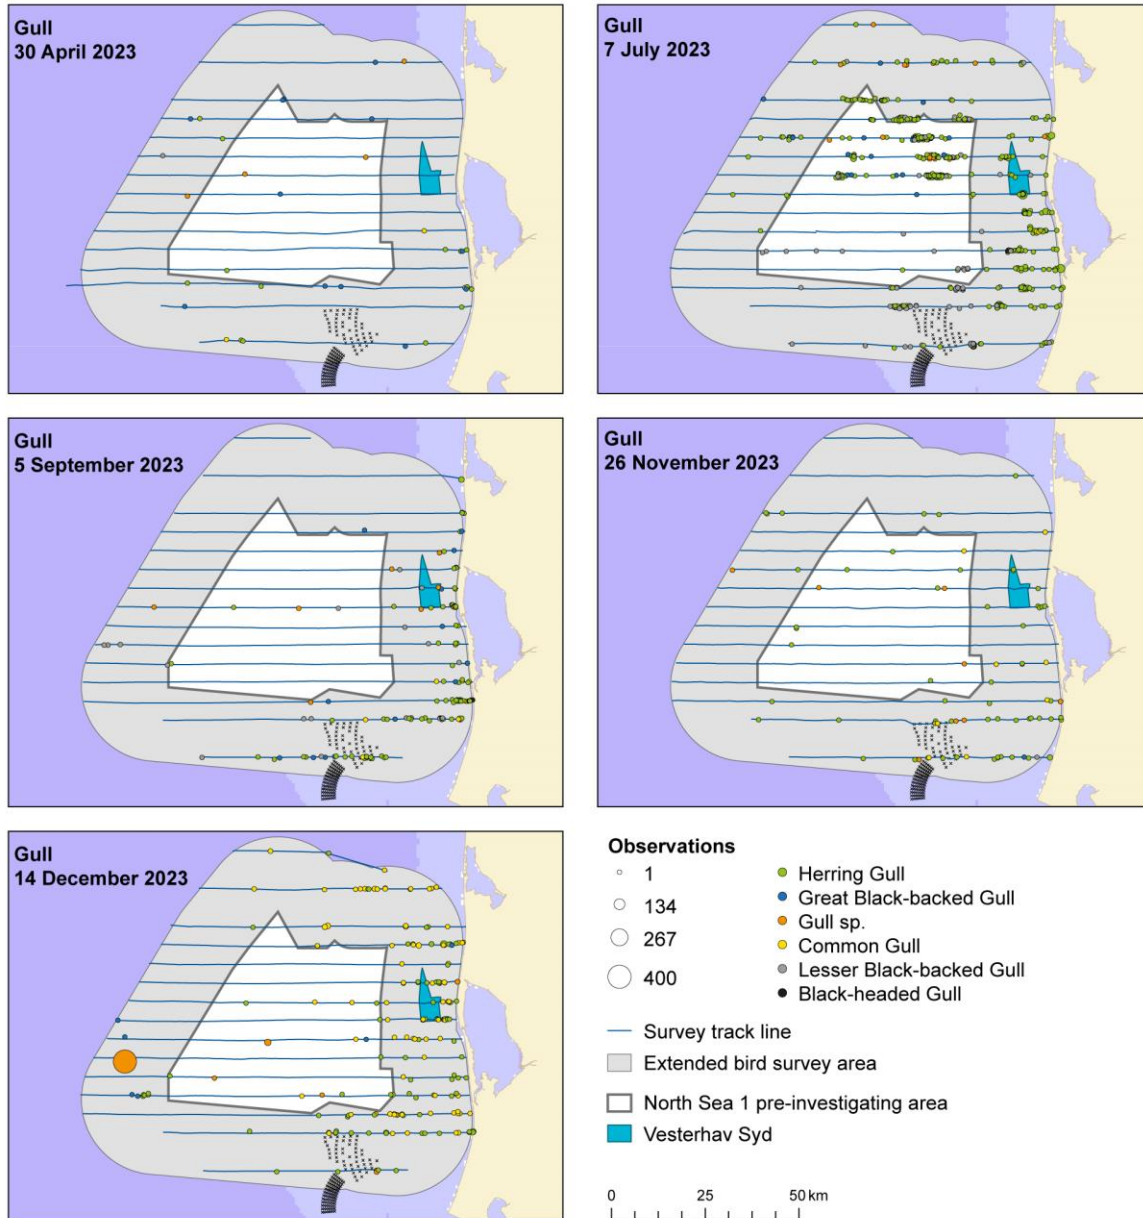 Gull
30 April 2023
Gull
7 July 2023
Gull
5 September 2023
Gull
26 November 2023
Gull
14 December 2023
Observations
1
134
267
400
Herring Gull
Great Black-backed Gull
Gull sp.
Common Gull
Lesser Black-backed Gull
Black-headed Gull
Survey track line
Extended bird survey area
North Sea 1 pre-investigating area
Vesterhav Syd
0 25 50 km